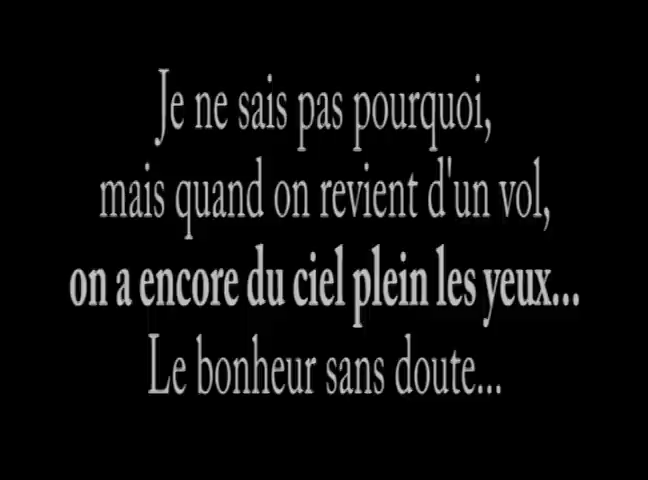 Je ne sais pas pourquoi,
mais quand on revient d'un vol,
on a encore du ciel plein les yeux...
Le bonheur sans doute...